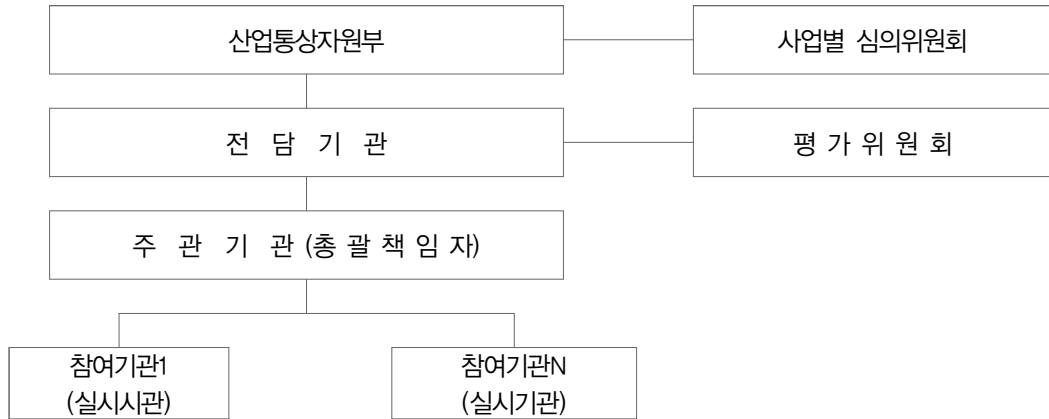 산업통상자원부
사업별 심의위원회
전 담 기 관
평 가 위 원 회
주 관 기 관 (총 괄 책 임 자)
참여기관1
(실시시관)
참여기관N
(실시기관)